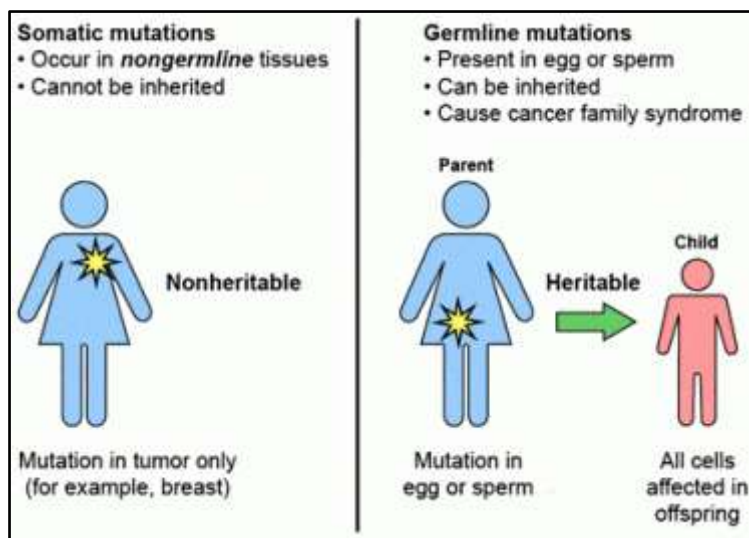 Somatic mutations
• Occur in nongermline tissues
• Cannot be inherited
Nonheritable
Mutation in tumor only
(for example, breast)
Germline mutations
• Present in egg or sperm
• Can be inherited
• Cause cancer family syndrome
Parent
Child
Heritable
Mutation in
egg or sperm
All cells
affected in
offspring